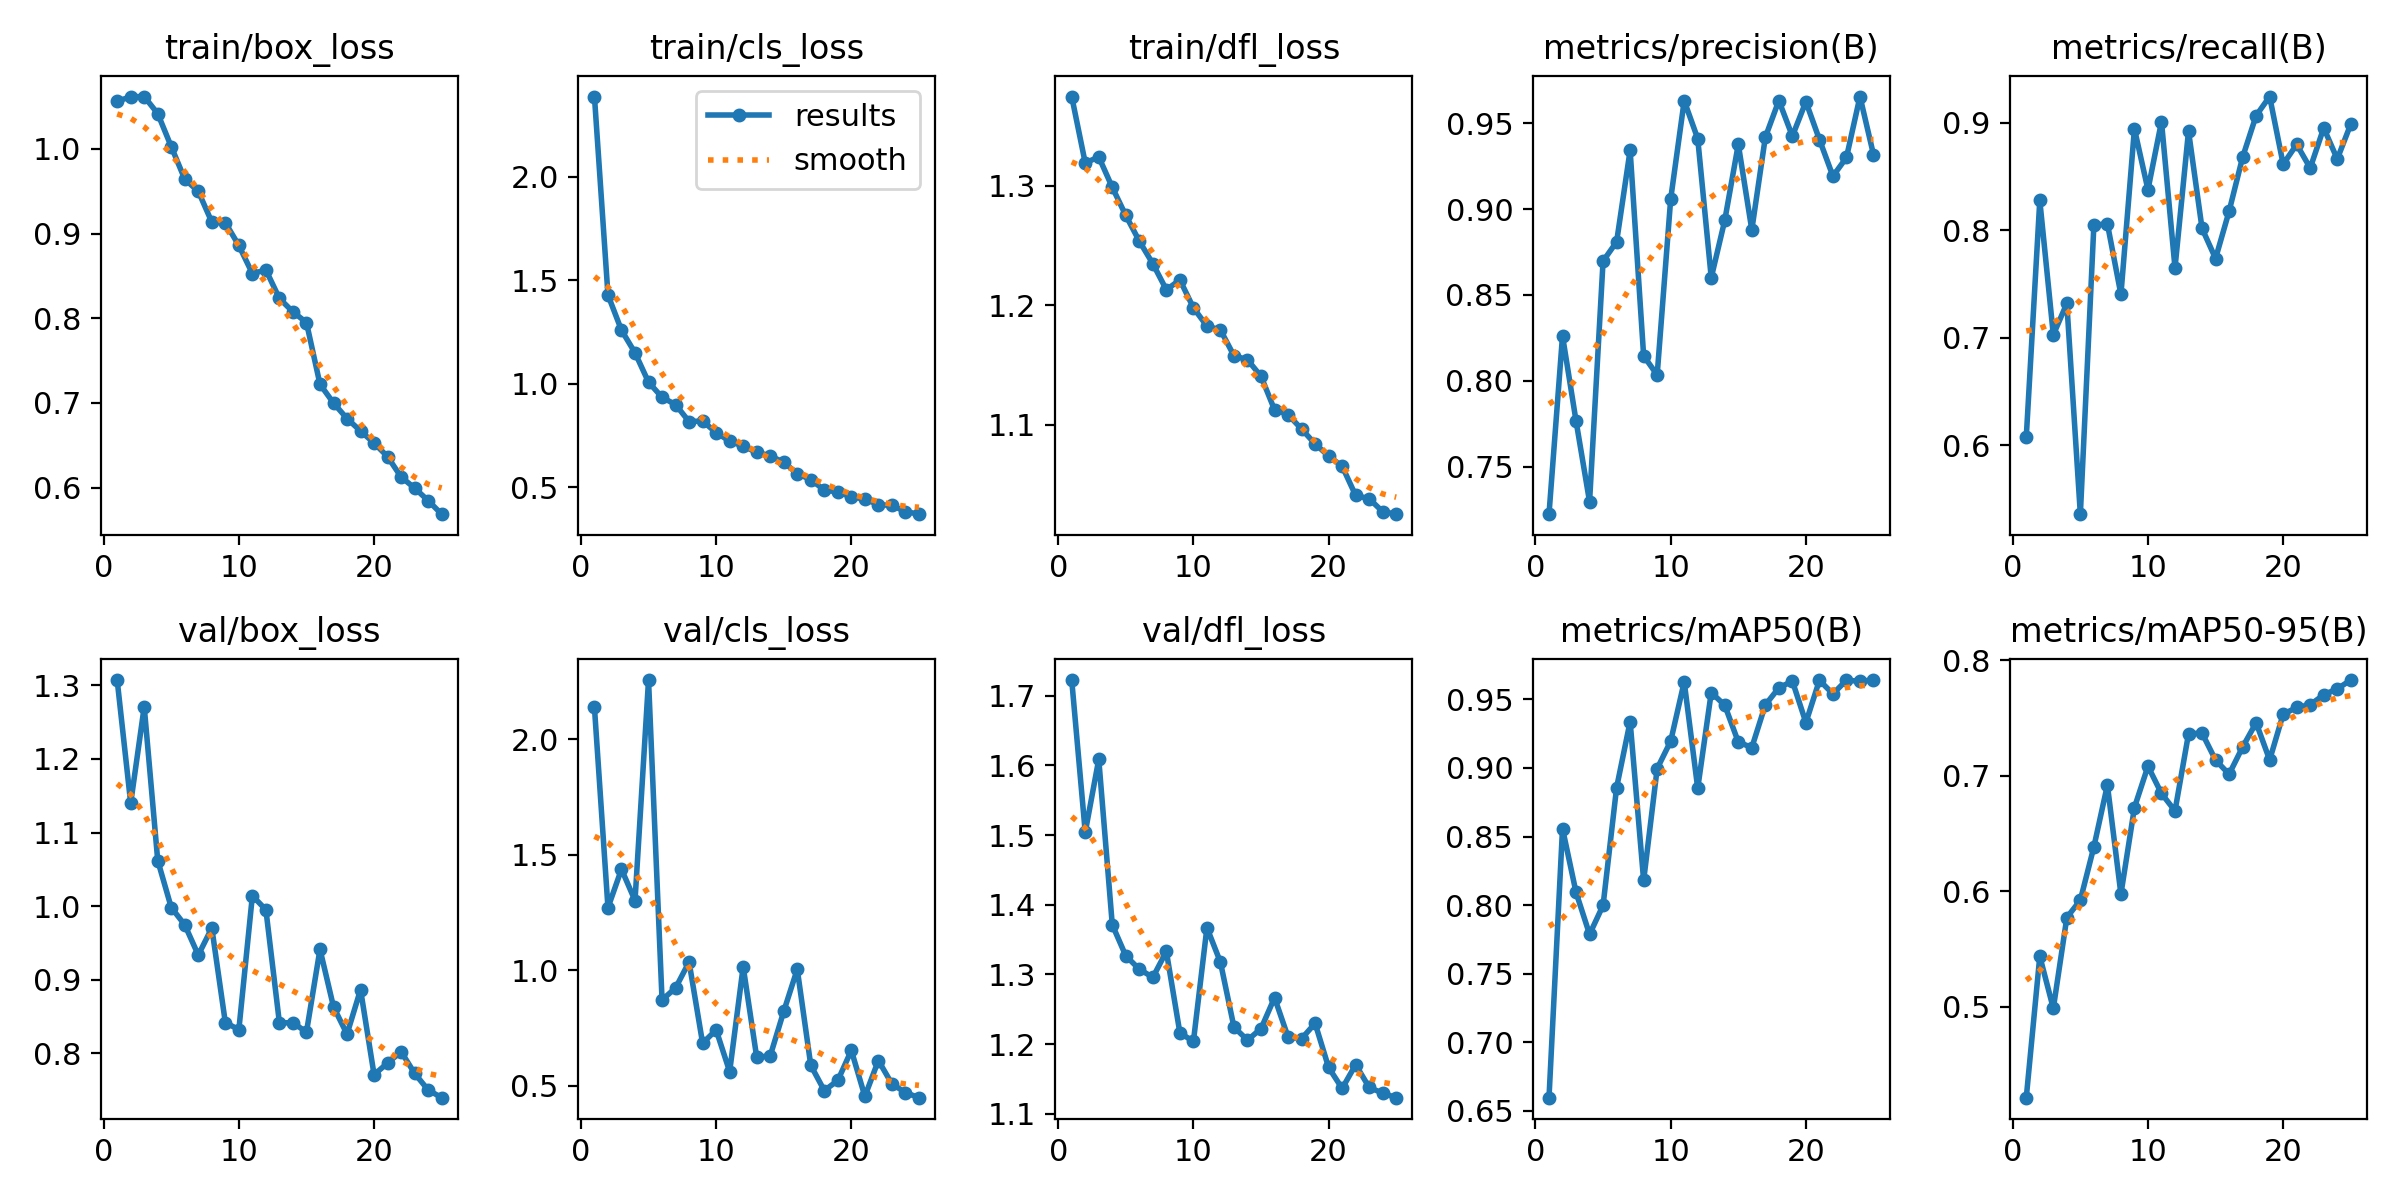 train/box_loss
train/cls_loss
train/dfl_loss
metrics/precision(B)
metrics/recall(B)
1.0
0.9
0.8
0.7
0.6
0 10 20
results
smooth
2.0
1.5
1.0
0.5
0 10 20
1.3
1.2
1.1
0 10 20
0.95
0.90
0.85
0.80
0.75
0 10 20
0.9
0.8
0.7
0.6
0 10 20
val/box_loss
val/cls_loss
val/dfl_loss
metrics/mAP50(B)
metrics/mAP50-95(B)
1.3
1.2
1.1
1.0
0.9
0.8
0 10 20
2.0
1.5
1.0
0.5
0 10 20
1.7
1.6
1.5
1.4
1.3
1.2
1.1
0 10 20
0.95
0.90
0.85
0.80
0.75
0.70
0.65
0 10 20
0.8
0.7
0.6
0.5
0 10 20